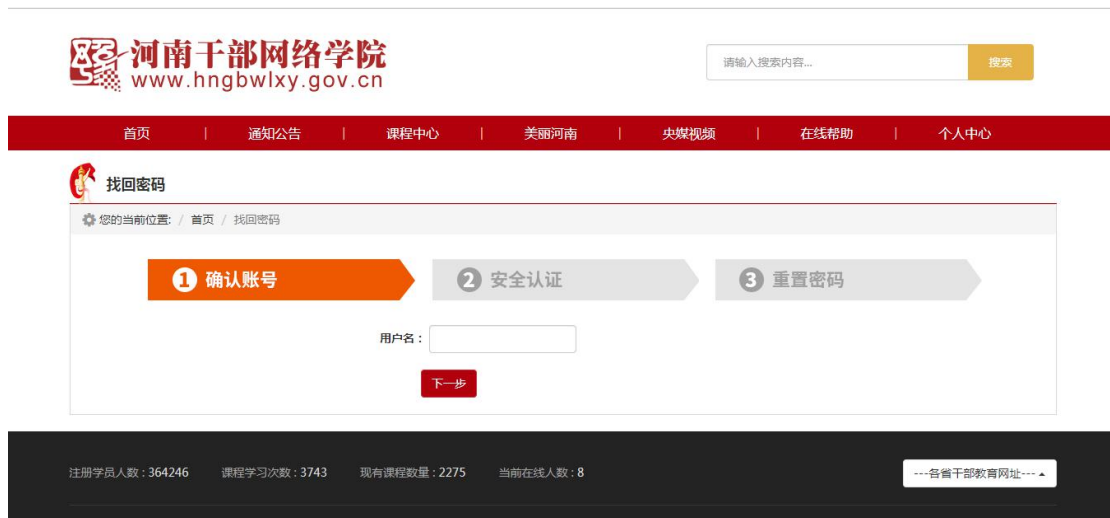 河南干部网络学院
www.hngbwlxy.gov.cn
请输入搜索内容... 搜索
首页 | 通知公告 | 课程中心 | 美丽河南 | 央媒视频 | 在线帮助 | 个人中心
找回密码
您的当前位置: / 首页 / 找回密码
1 确认账号 2 安全认证 3 重置密码
用户名：
下一步
注册学员人数 : 364246 课程学习次数 : 3743 现有课程数量 : 2275 当前在线人数 : 8 ---各省干部教育网址---